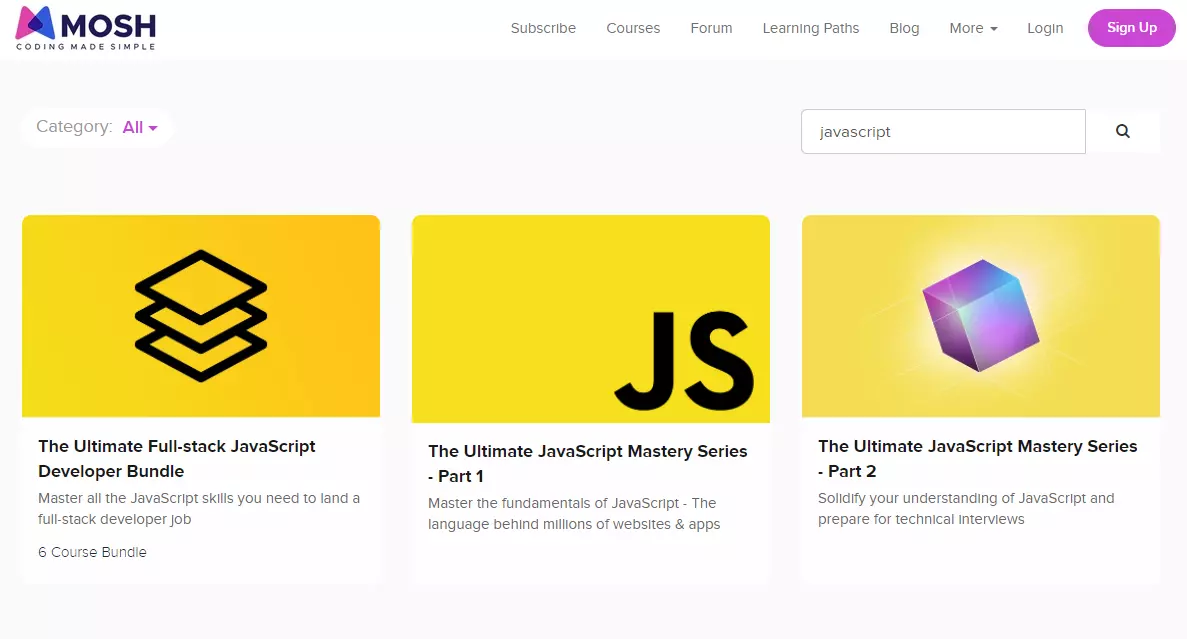 MOSH
CODING MADE SIMPLE
Subscribe Courses Forum Learning Paths Blog More Login Sign Up
Category: All
javascript
JS
The Ultimate Full-stack JavaScript
Developer Bundle
Master all the JavaScript skills you need to land a
full-stack developer job
6 Course Bundle
The Ultimate JavaScript Mastery Series
- Part 1
Master the fundamentals of JavaScript - The
language behind millions of websites & apps
The Ultimate JavaScript Mastery Series
- Part 2
Solidify your understanding of JavaScript and
prepare for technical interviews